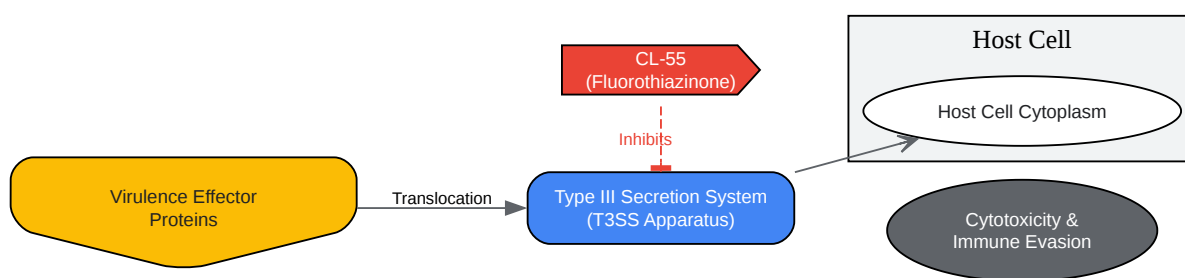 Host Cell
CL-55
(Fluorothiazinone)
Host Cell Cytoplasm
Inhibits
Virulence Effector
Proteins
Translocation
Type III Secretion System
(T3SS Apparatus)
Cytotoxicity &
Immune Evasion